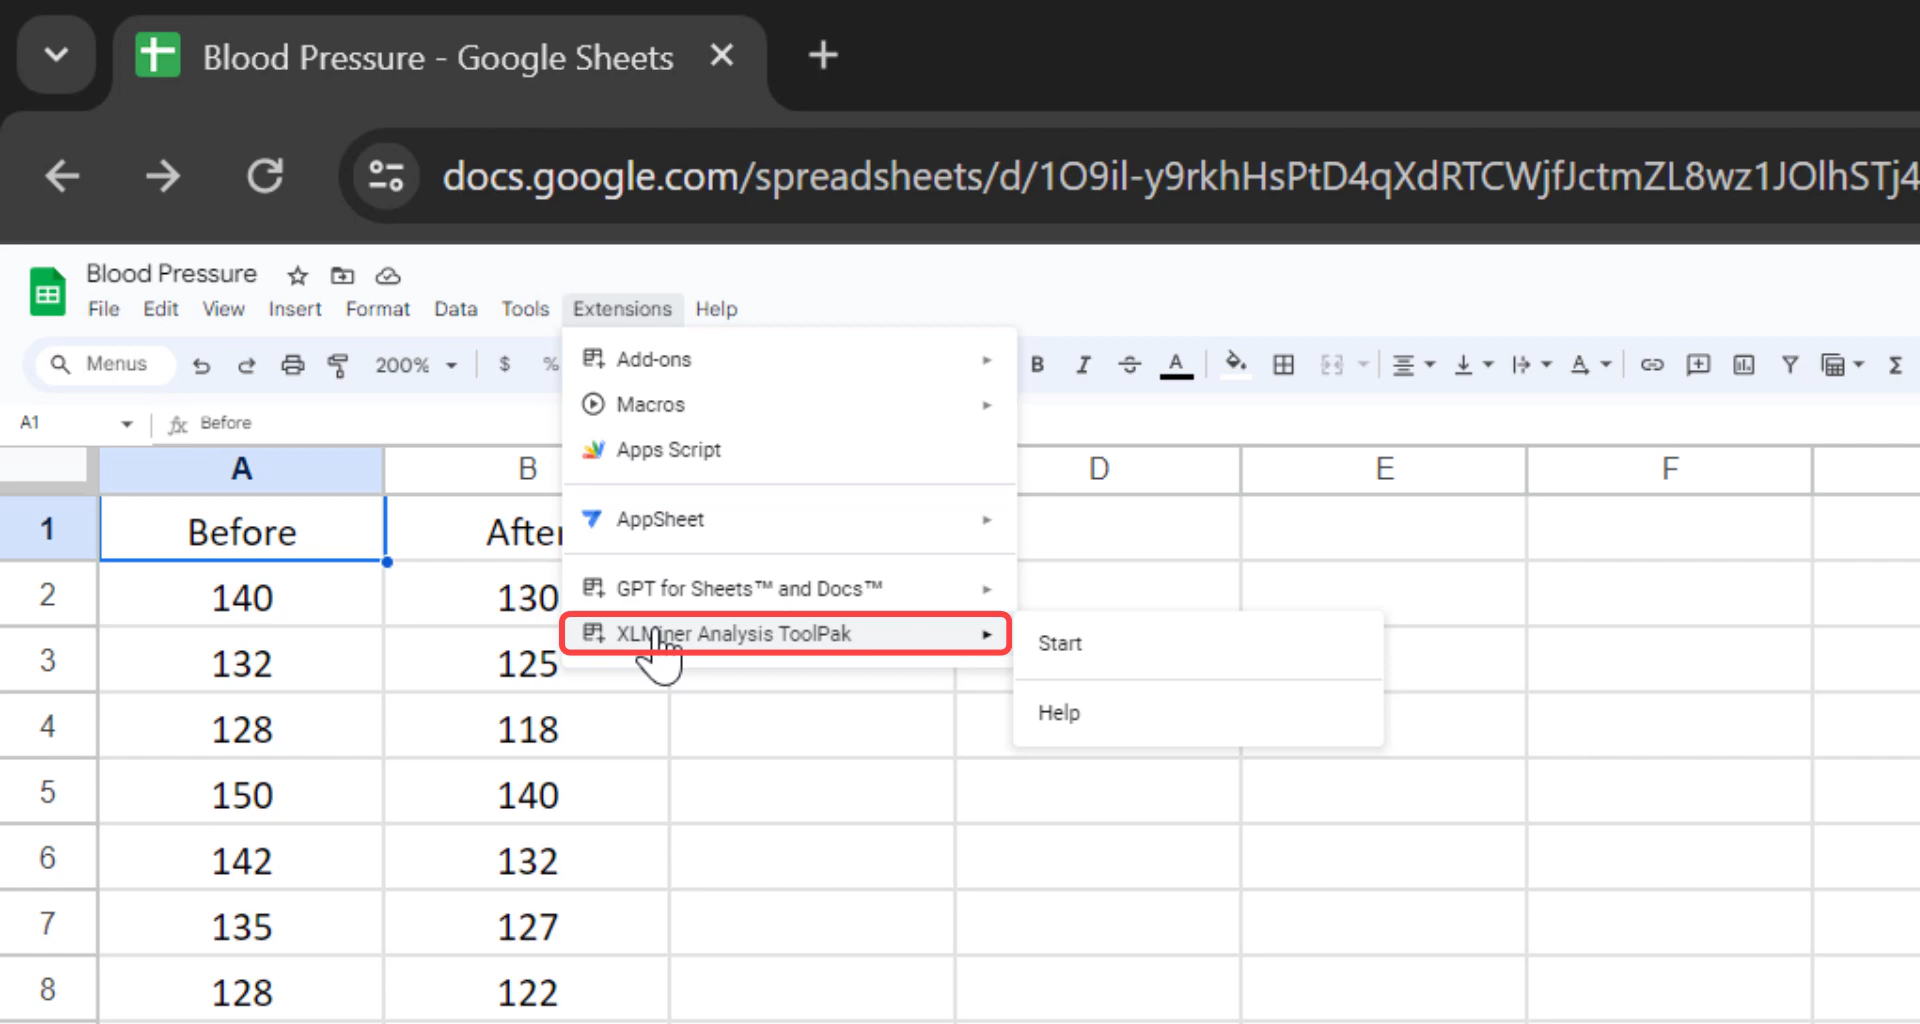 Blood Pressure - Google Sheets
docs.google.com/spreadsheets/d/1O9il-y9rkhHsPtD4qXdRTCWjfJctmZL8wz1JOlhSTj4
Blood Pressure
File Edit View Insert Format Data Tools Extensions Help
Menus 200% $ % B I A A Σ
A1 fx Before
Add-ons
Macros
Apps Script
AppSheet
GPT for Sheets™ and Docs™
XLMiner Analysis ToolPak
Start
Help
A B D E F
1 Before After
2 140 130
3 132 125
4 128 118
5 150 140
6 142 132
7 135 127
8 128 122